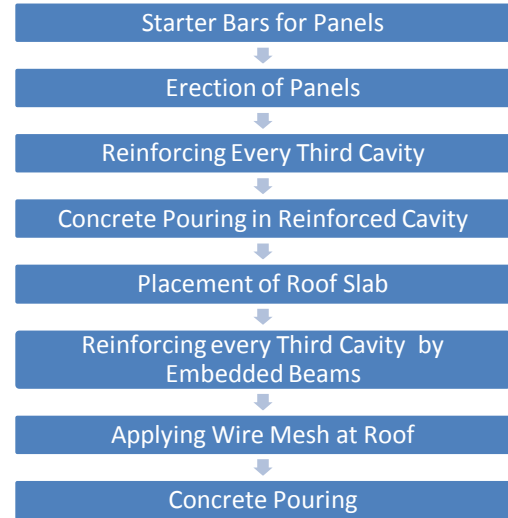 Starter Bars for Panels
Erection of Panels
Reinforcing Every Third Cavity
Concrete Pouring in Reinforced Cavity
Placement of Roof Slab
Reinforcing every Third Cavity by
Embedded Beams
Applying Wire Mesh at Roof
Concrete Pouring